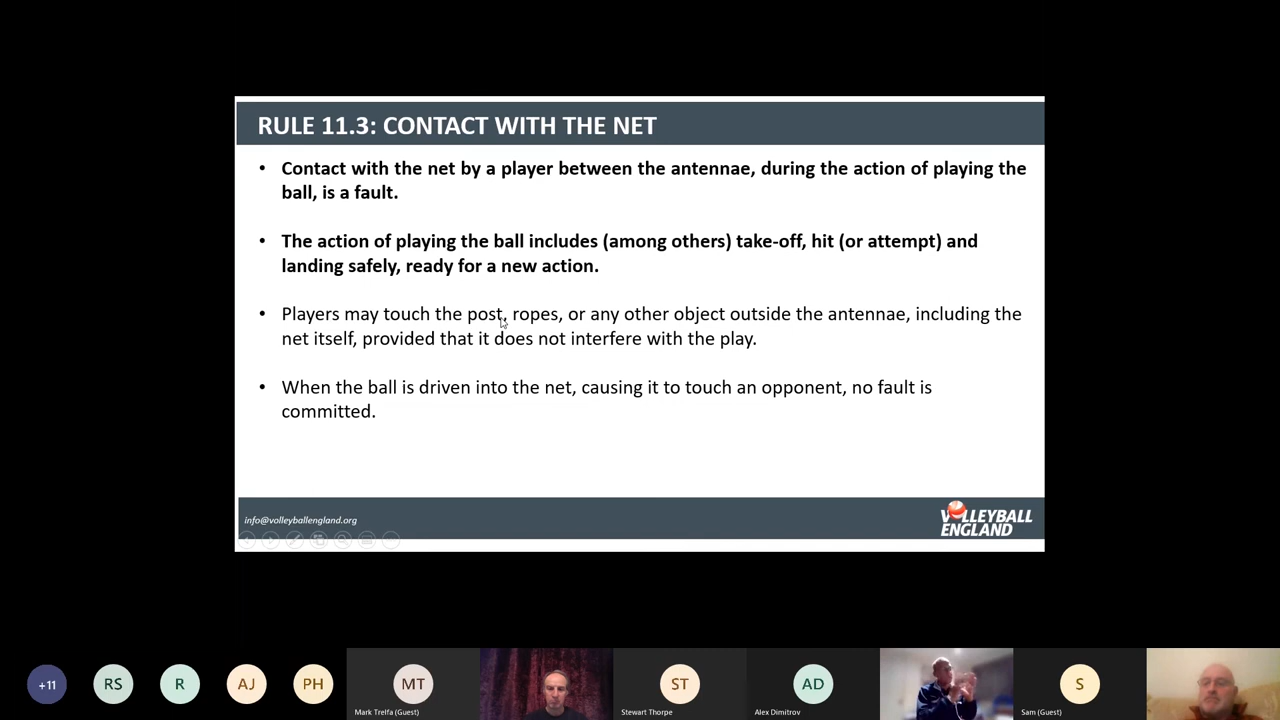 RULE 11.3: CONTACT WITH THE NET
• Contact with the net by a player between the antennae, during the action of playing the
ball, is a fault.
• The action of playing the ball includes (among others) take-off, hit (or attempt) and
landing safely, ready for a new action.
• Players may touch the post, ropes, or any other object outside the antennae, including the
net itself, provided that it does not interfere with the play.
• When the ball is driven into the net, causing it to touch an opponent, no fault is
committed.
info@volleyballengland.org
VOLLEYBALL
ENGLAND
+11
RS
R
AJ
PH
MT
ST
AD
S
Mark Trelfa (Guest)
Stewart Thorpe
Alex Dimitrov
Sam (Guest)